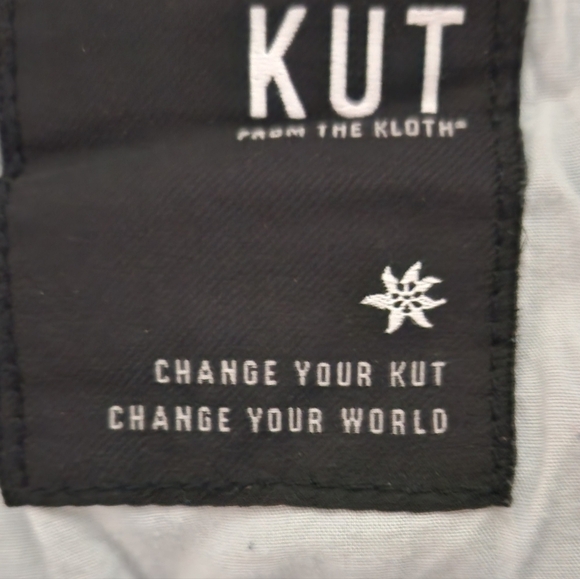 KUT
FROM THE KLOTH®
CHANGE YOUR KUT
CHANGE YOUR WORLD